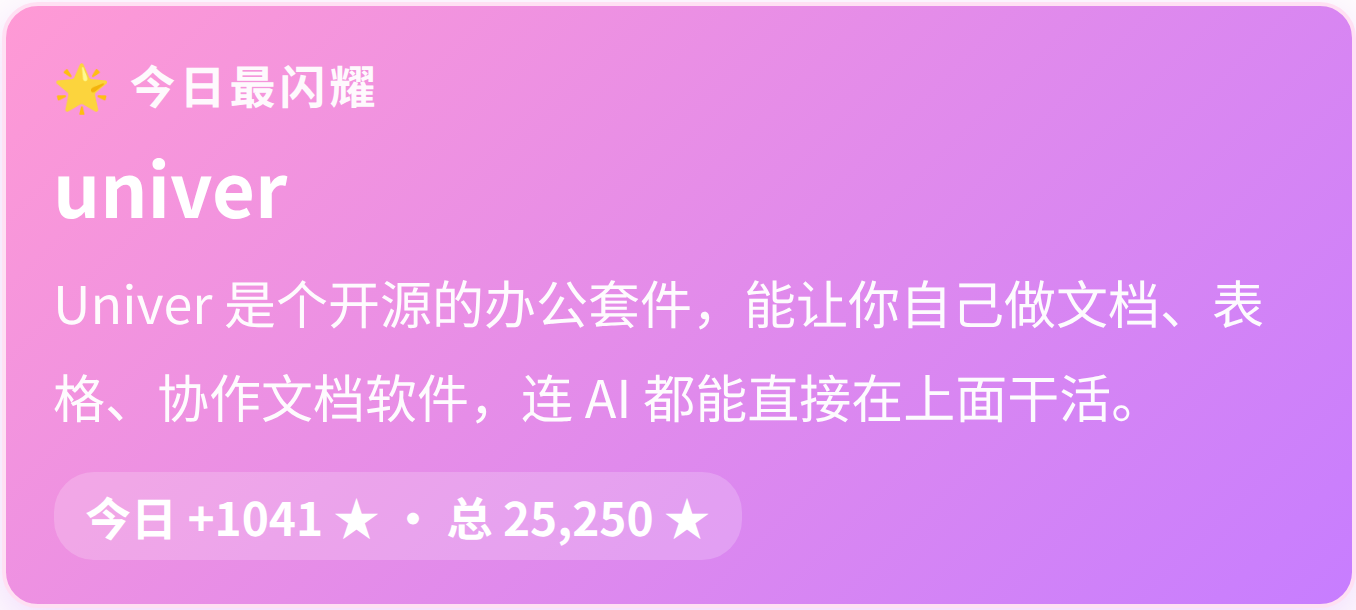 🌟 今日最闪耀
univer
Univer 是个开源的办公套件，能让你自己做文档、表
格、协作文档软件，连 AI 都能直接在上面干活。
今日 +1041 ★ · 总 25,250 ★